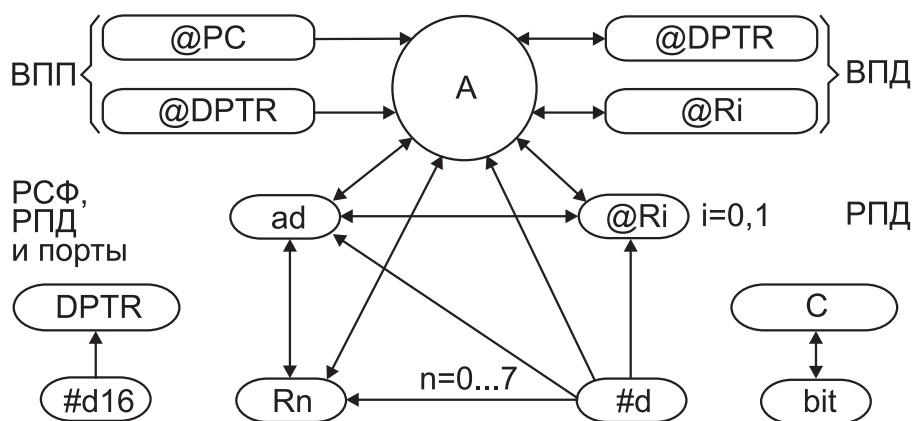 @PC
@DPTR
ВПП
A
ВПД
@DPTR
@Ri
РСФ,
РПД
и порты
ad
@Ri
i=0,1
РПД
DPTR
C
n=0...7
#d16
Rn
#d
bit